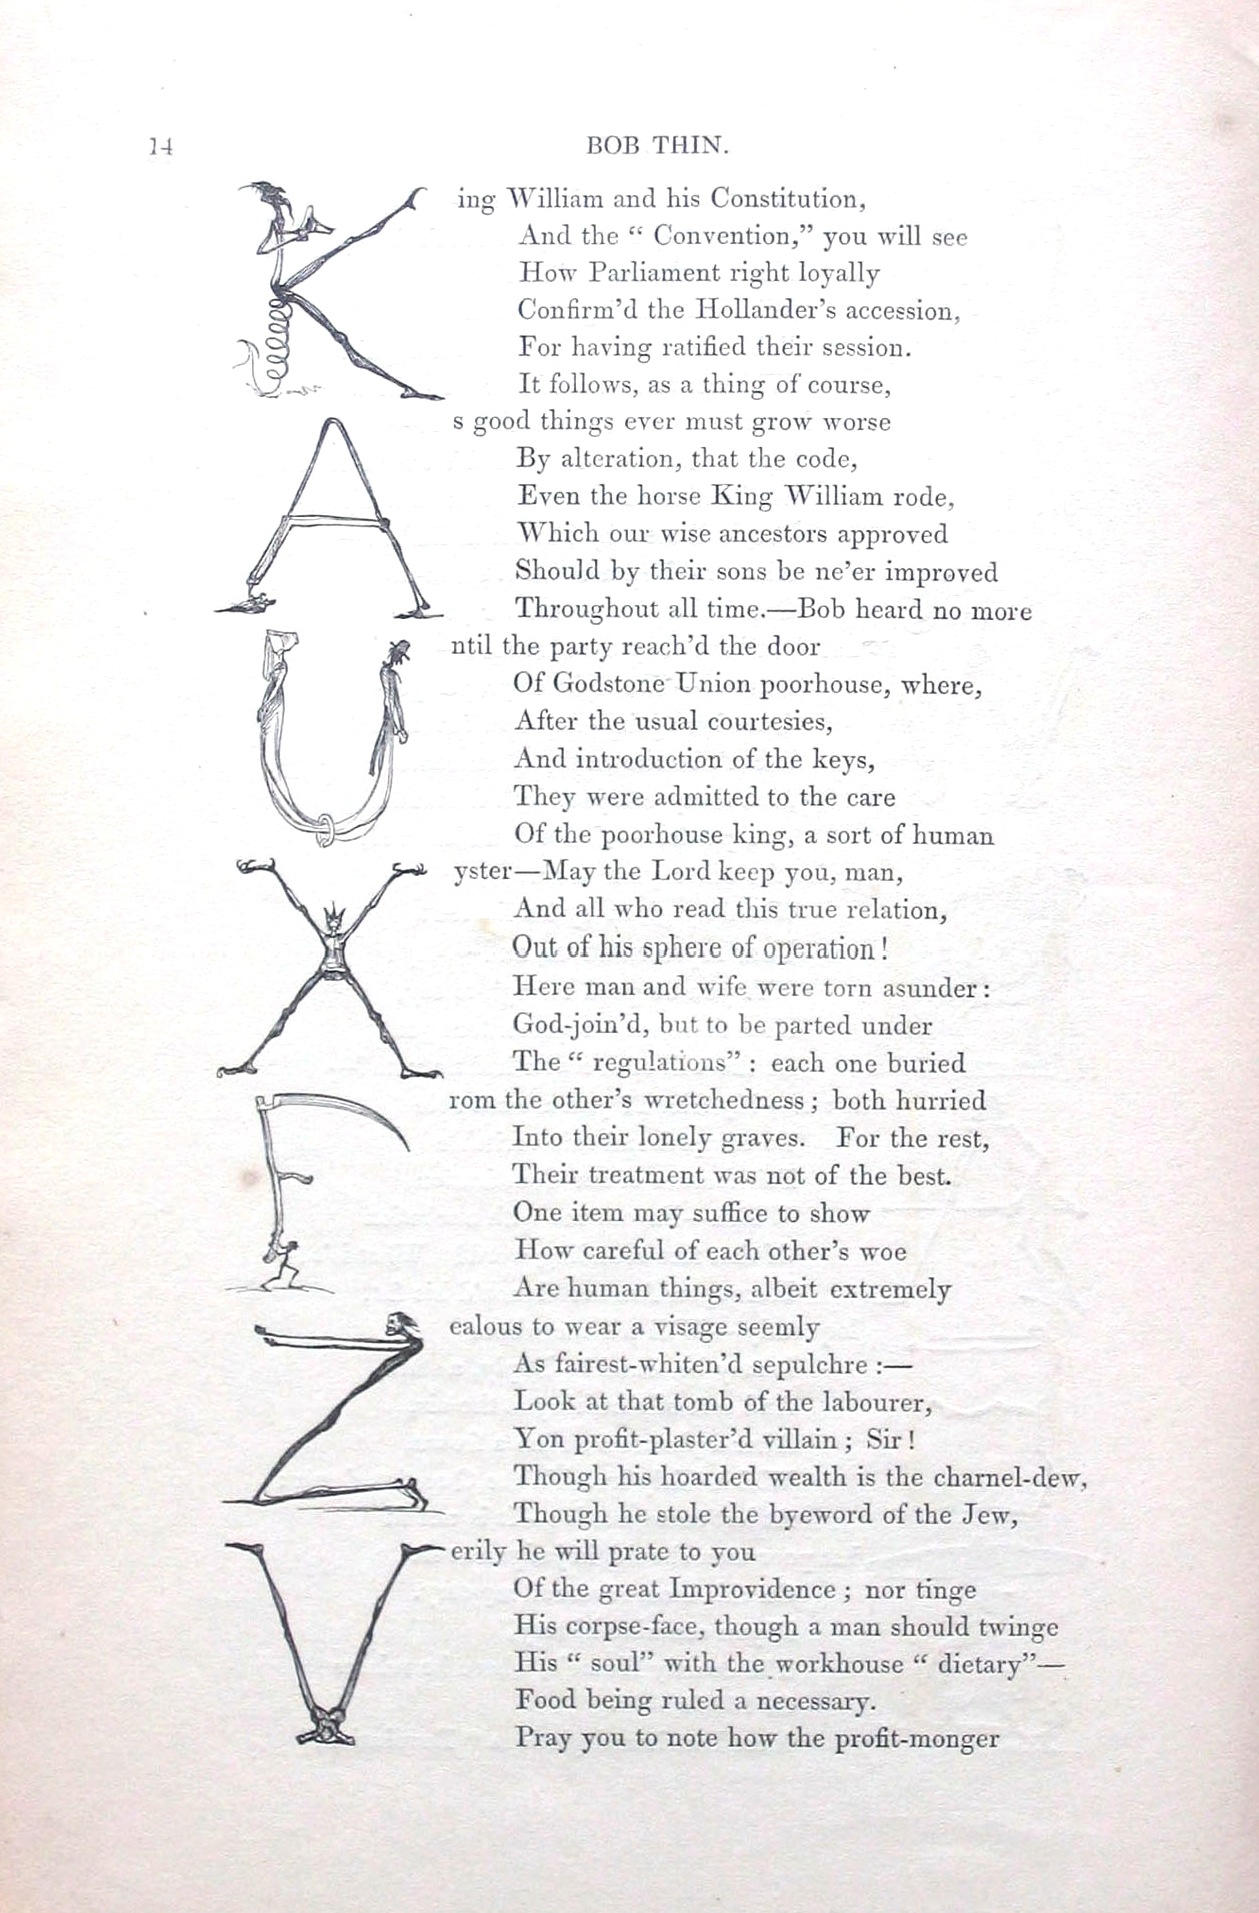 14
BOB THIN.
King William and his Constitution,
And the “ Convention,” you will see
How Parliament right loyally
Confirm’d the Hollander’s accession,
For having ratified their session.
It follows, as a thing of course,
As good things ever must grow worse
By alteration, that the code,
Even the horse King William rode,
Which our wise ancestors approved
Should by their sons be ne’er improved
Throughout all time.—Bob heard no more
Until the party reach’d the door
Of Godstone Union poorhouse, where,
After the usual courtesies,
And introduction of the keys,
They were admitted to the care
Of the poorhouse king, a sort of human
Xyster—May the Lord keep you, man,
And all who read this true relation,
Out of his sphere of operation !
Here man and wife were torn asunder :
God-join’d, but to be parted under
The “ regulations” : each one buried
From the other’s wretchedness ; both hurried
Into their lonely graves. For the rest,
Their treatment was not of the best.
One item may suffice to show
How careful of each other’s woe
Are human things, albeit extremely
Zealous to wear a visage seemly
As fairest-whiten’d sepulchre :—
Look at that tomb of the labourer,
Yon profit-plaster’d villain ; Sir !
Though his hoarded wealth is the charnel-dew,
Though he stole the byeword of the Jew,
Verily he will prate to you
Of the great Improvidence ; nor tinge
His corpse-face, though a man should twinge
His “ soul” with the workhouse “ dietary”—
Food being ruled a necessary.
Pray you to note how the profit-monger